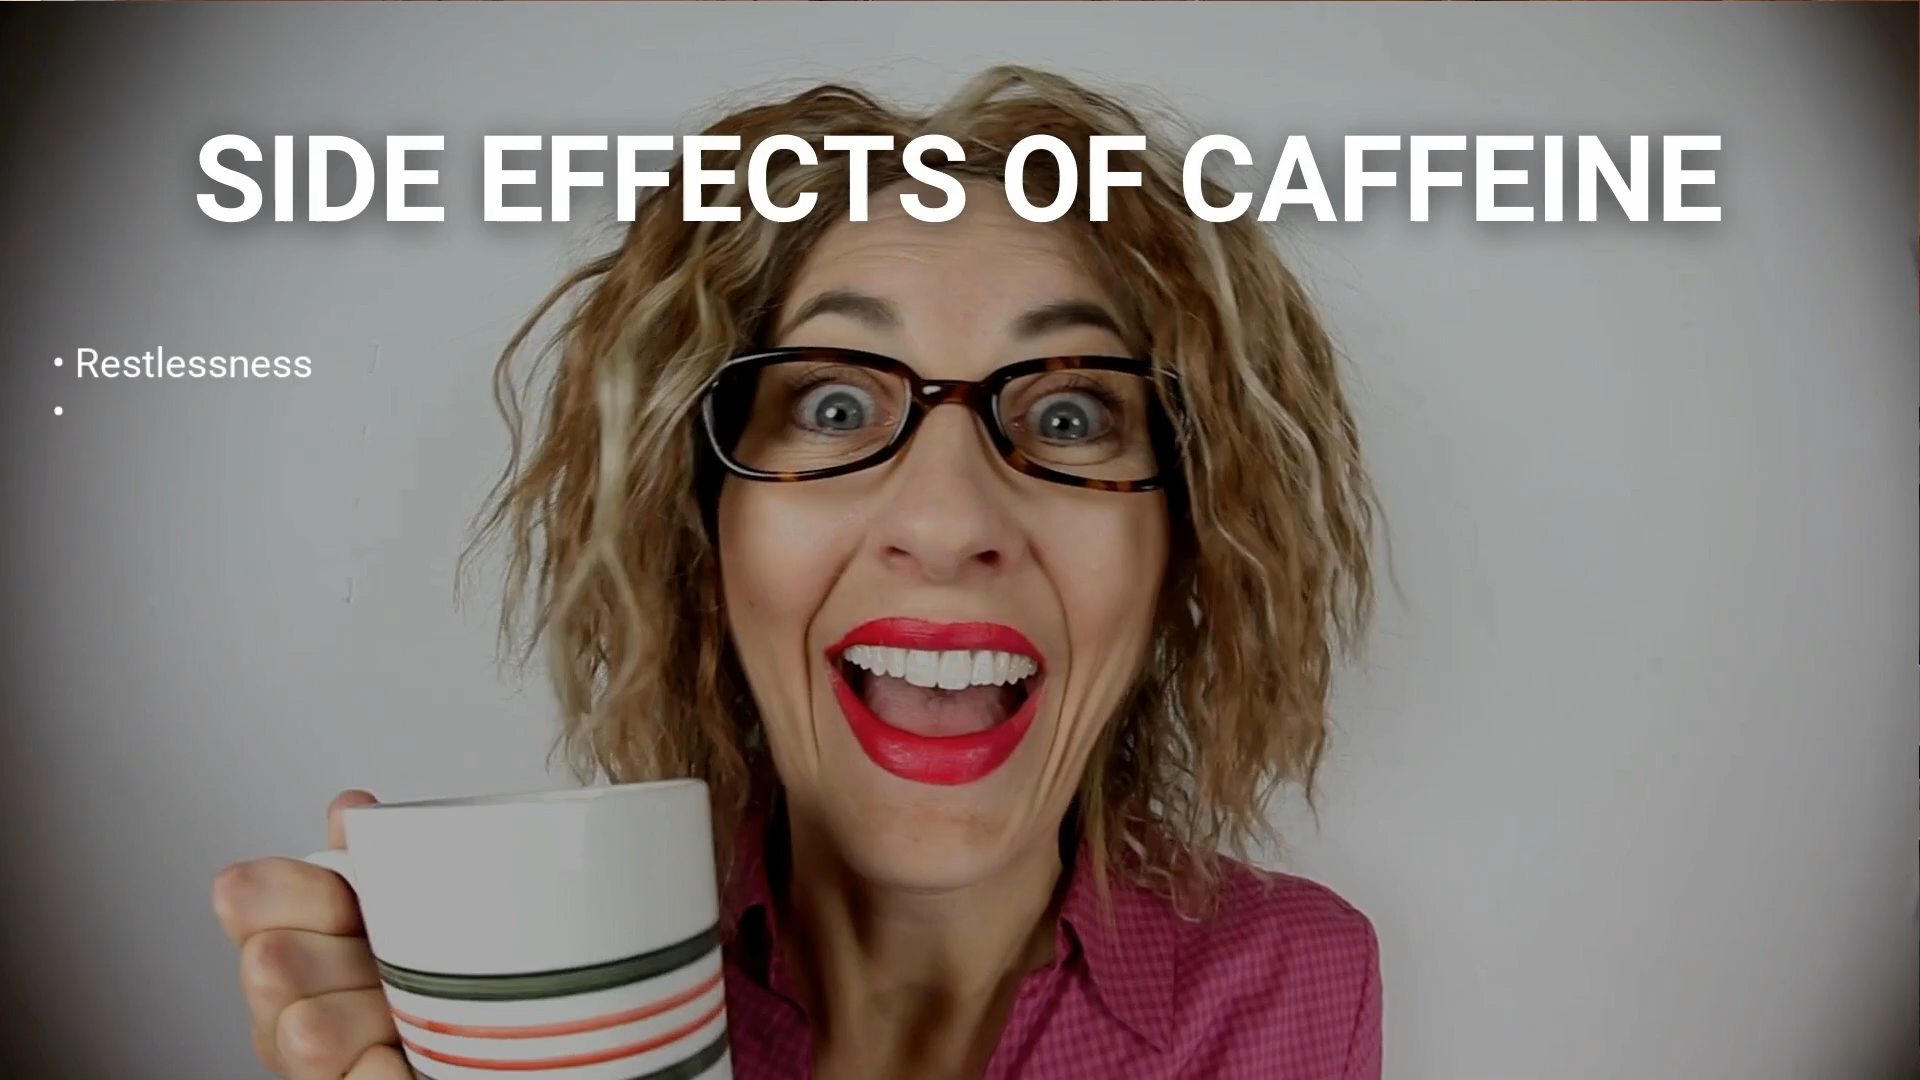 SIDE EFFECTS OF CAFFEINE
• Restlessness
•